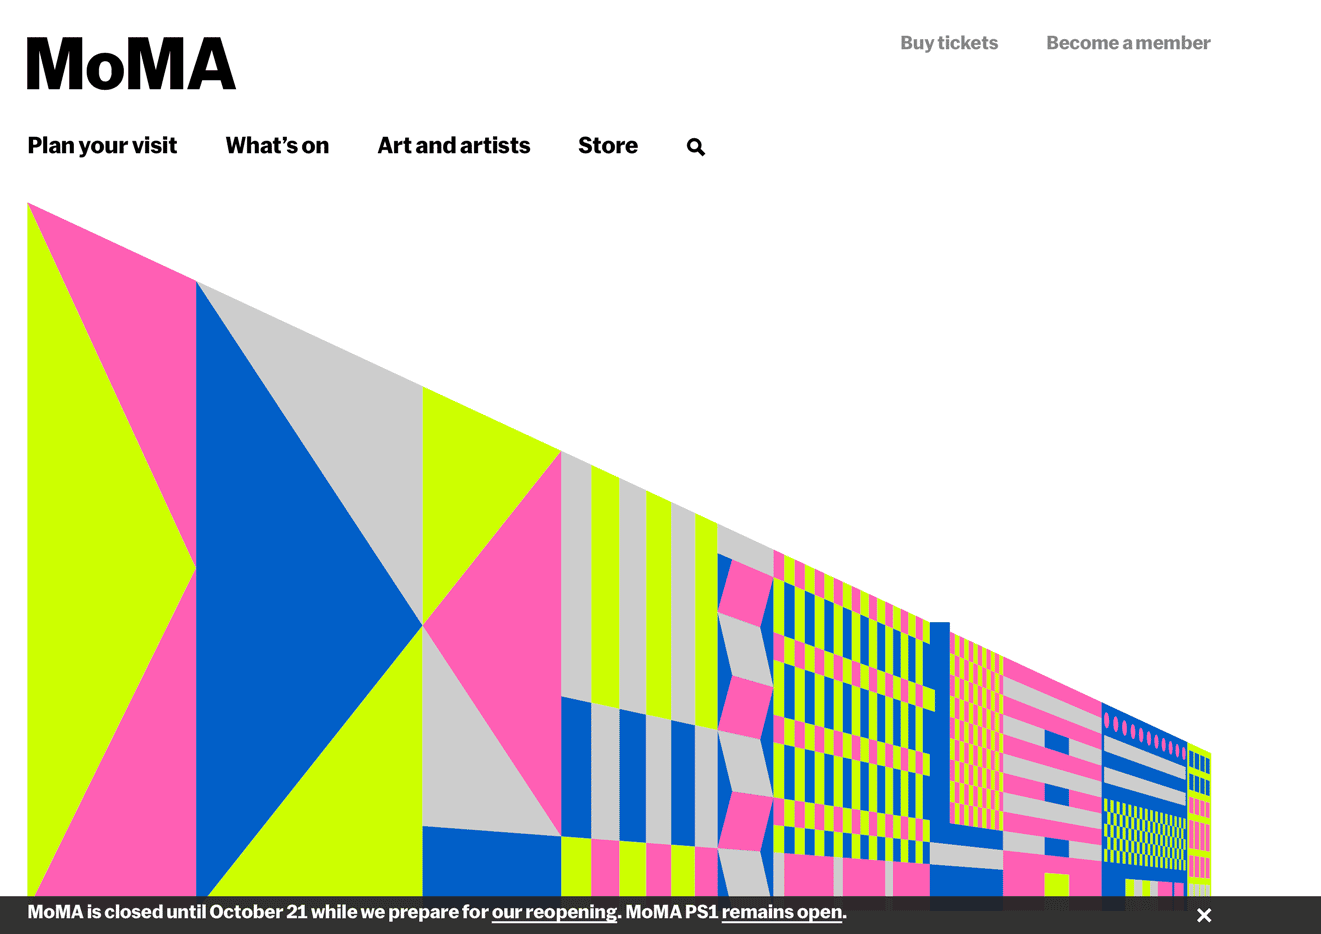 MoMA
Buy tickets
Become a member
Plan your visit
What’s on
Art and artists
Store
MoMA is closed until October 21 while we prepare for our reopening. MoMA PS1 remains open.